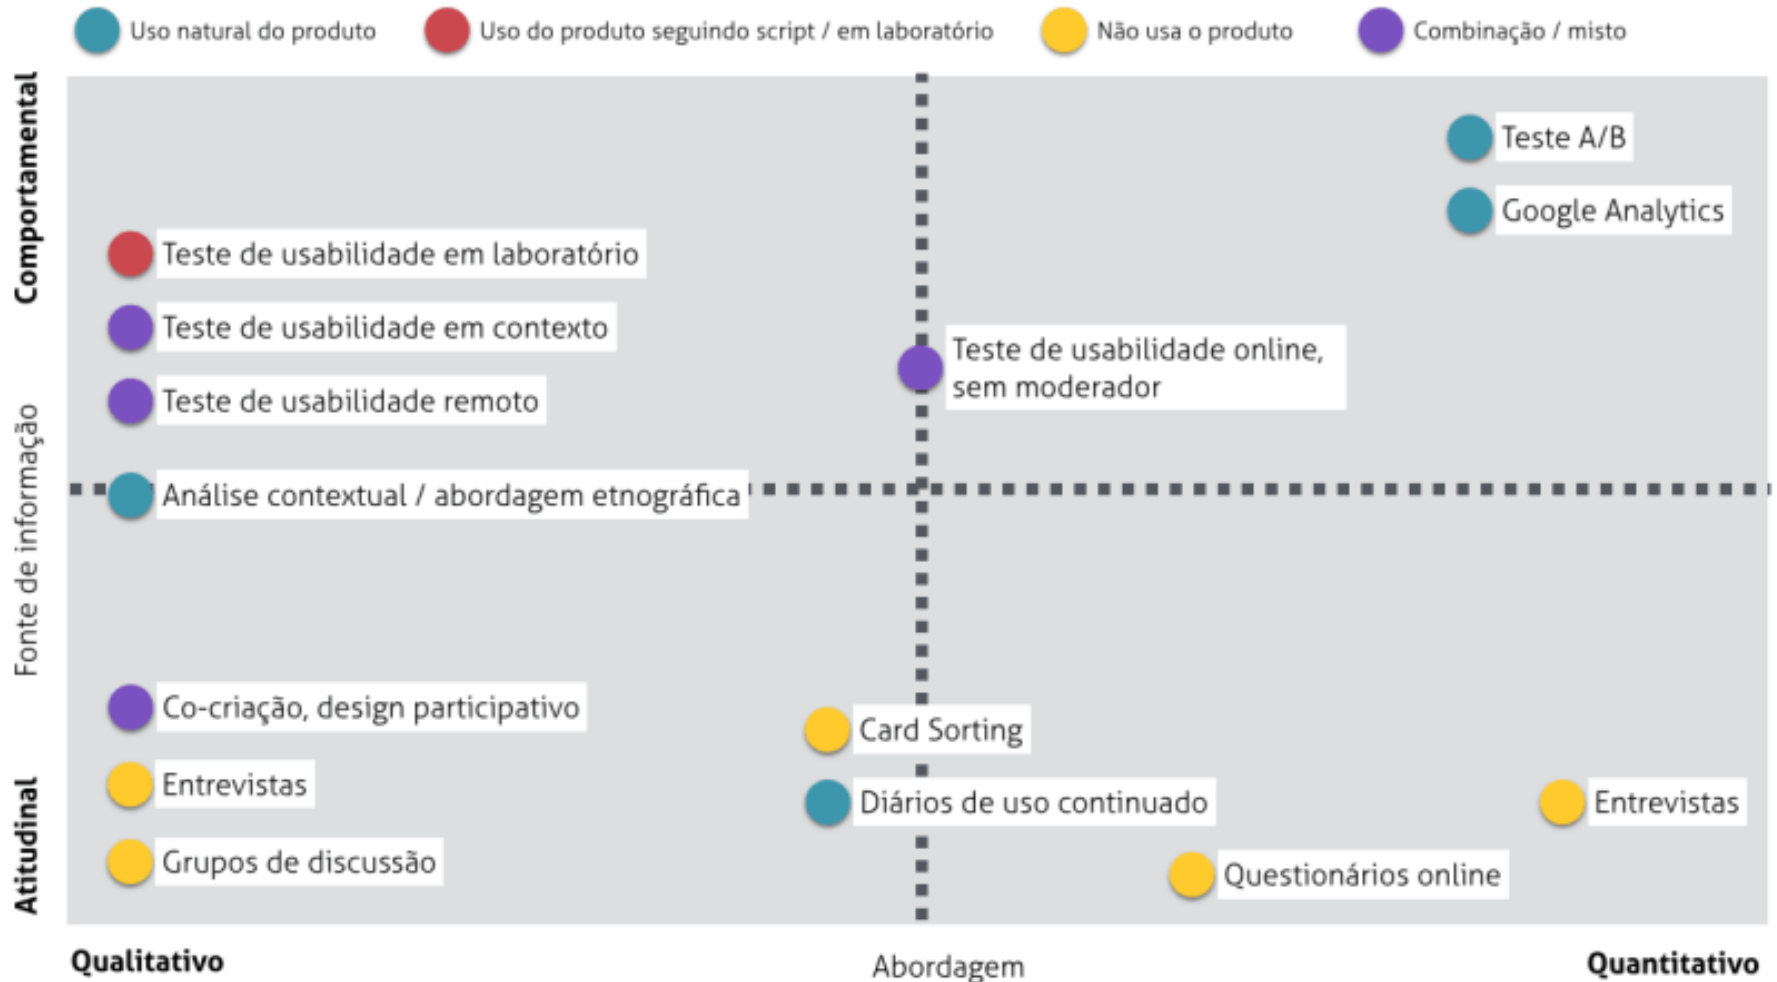 Uso natural do produto
Uso do produto seguindo script / em laboratório
Não usa o produto
Combinação / misto
Comportamental
Fonte de informação
Atitudinal
Teste A/B
Google Analytics
Teste de usabilidade em laboratório
Teste de usabilidade em contexto
Teste de usabilidade online,
sem moderador
Teste de usabilidade remoto
Análise contextual / abordagem etnográfica
Co-criação, design participativo
Card Sorting
Entrevistas
Diários de uso continuado
Entrevistas
Grupos de discussão
Questionários online
Qualitativo
Abordagem
Quantitativo